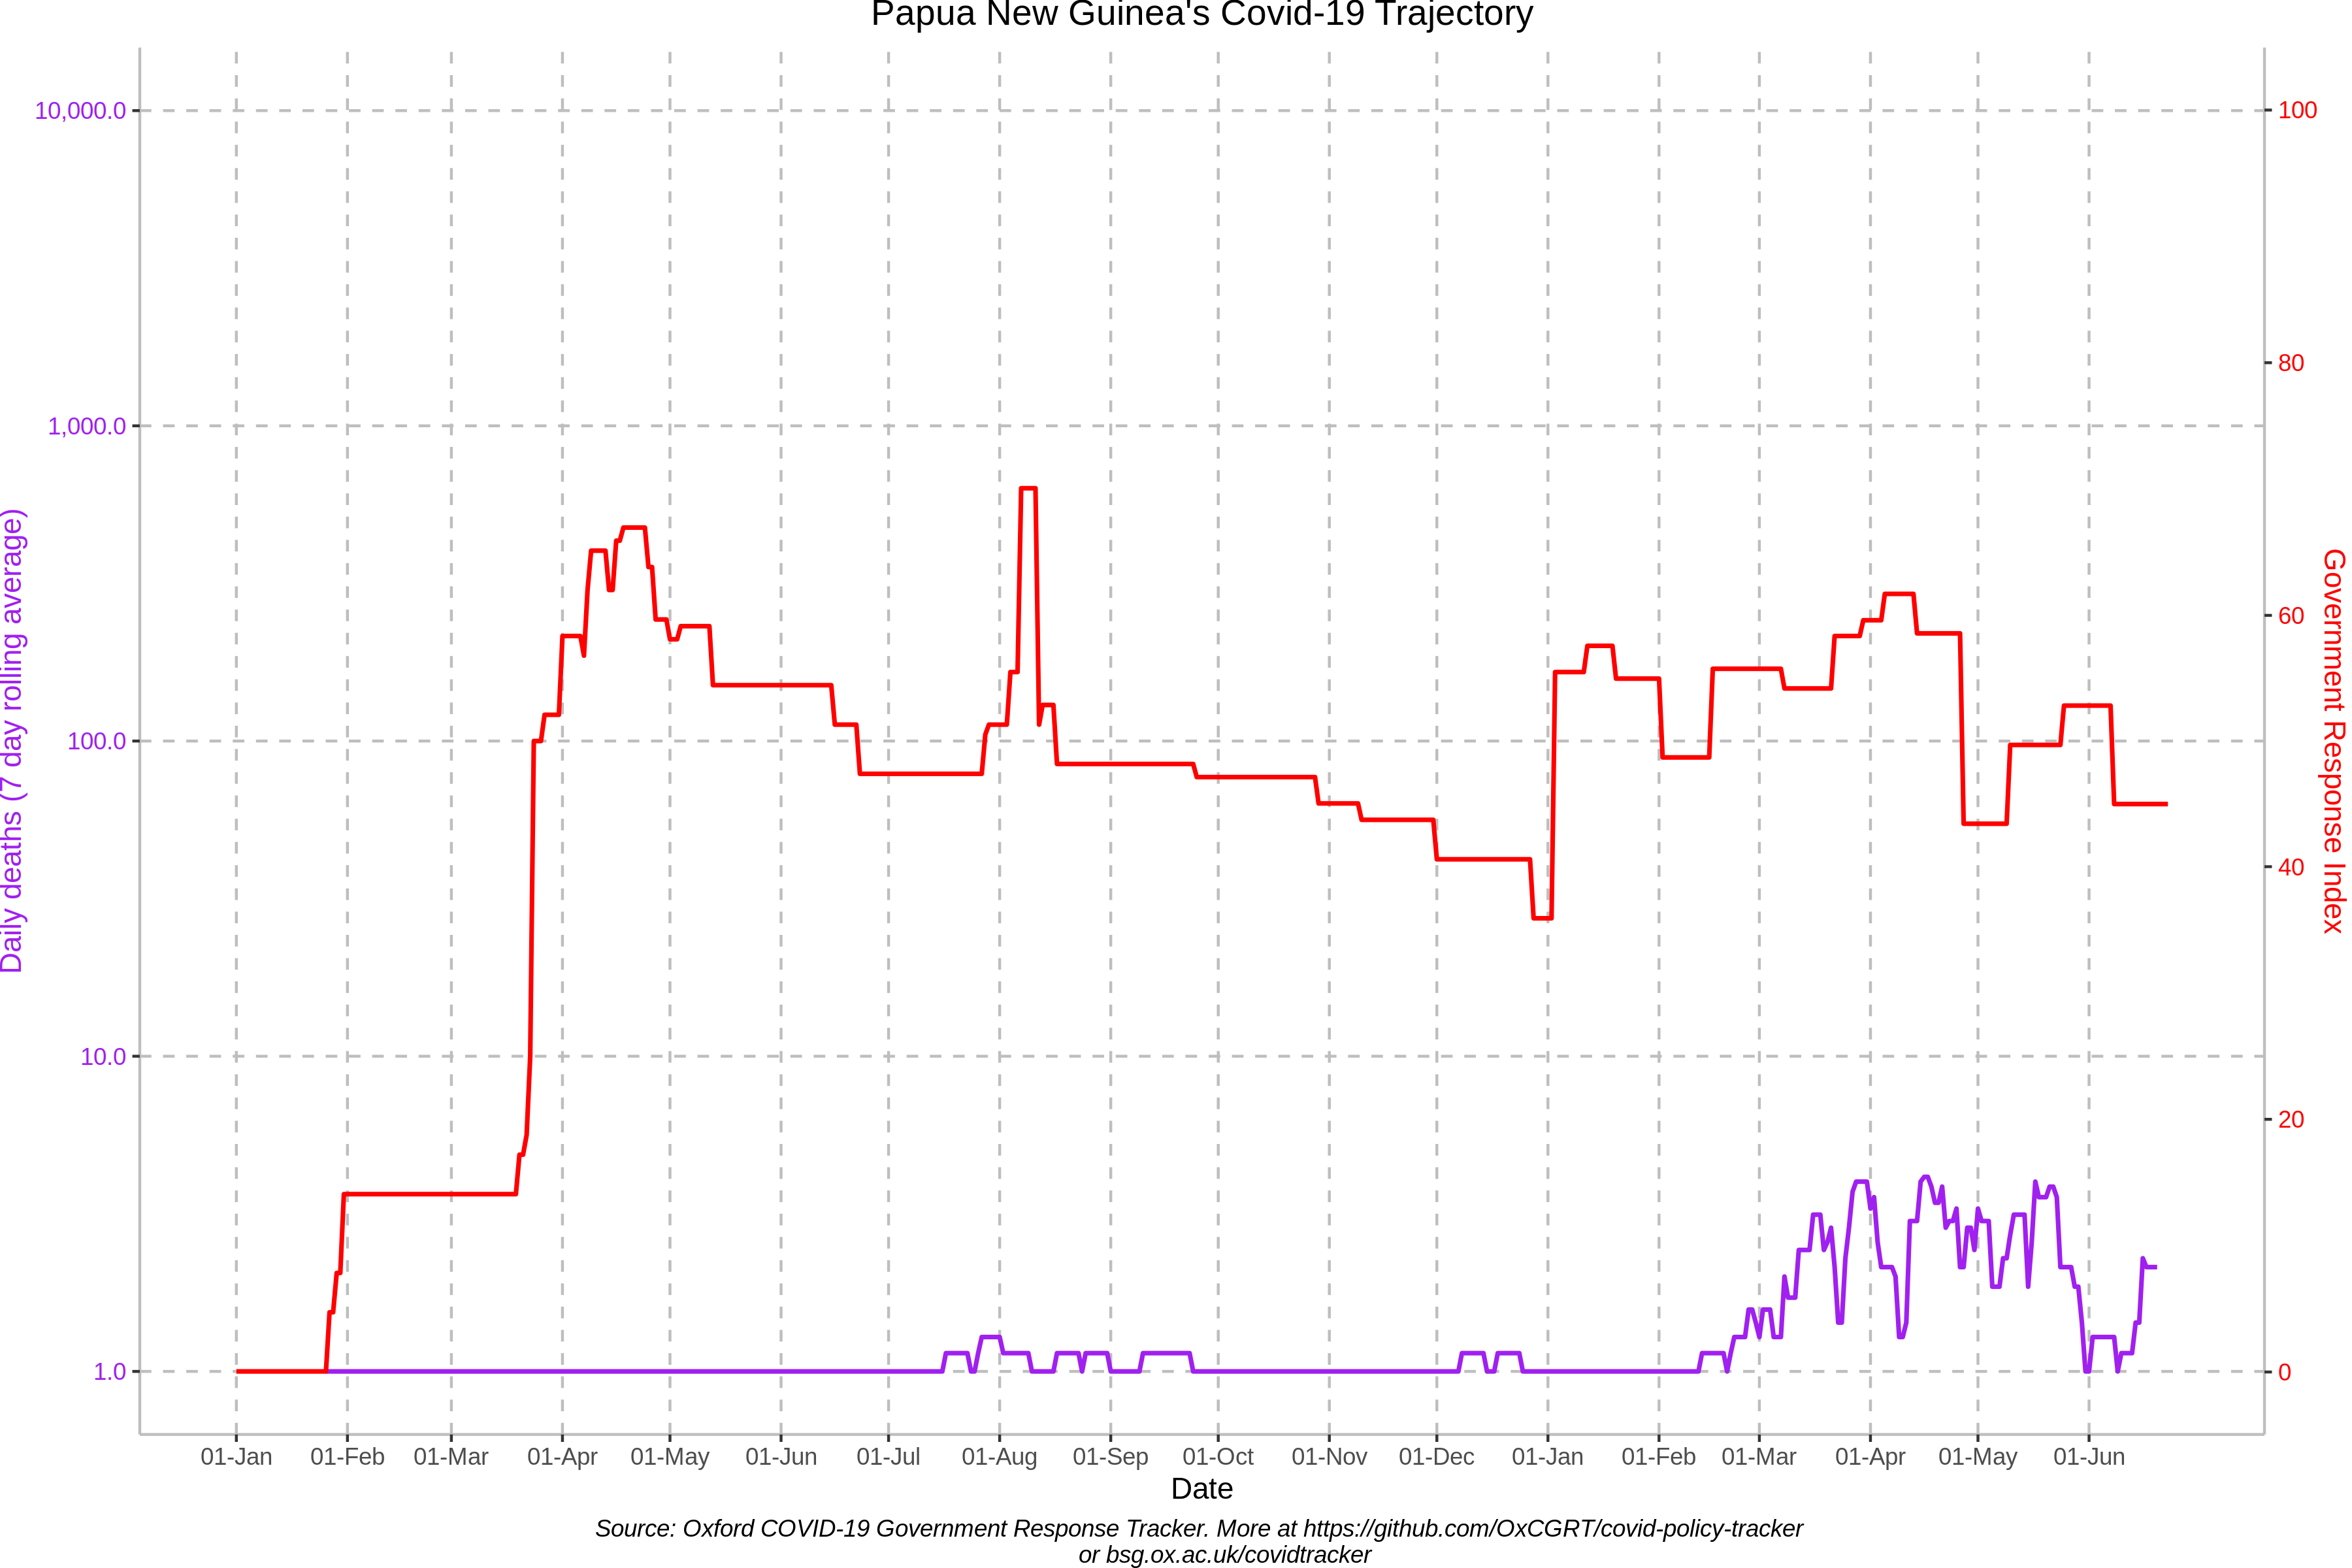 Papua New Guinea's Covid-19 Trajectory
Daily deaths (7 day rolling average)
10,000.0
1,000.0
100.0
10.0
1.0
100
80
60
40
20
0
Government Response Index
01-Jan 01-Feb 01-Mar 01-Apr 01-May 01-Jun 01-Jul 01-Aug 01-Sep 01-Oct 01-Nov 01-Dec 01-Jan 01-Feb 01-Mar 01-Apr 01-May 01-Jun
Date
Source: Oxford COVID-19 Government Response Tracker. More at https://github.com/OxCGRT/covid-policy-tracker
or bsg.ox.ac.uk/covidtracker